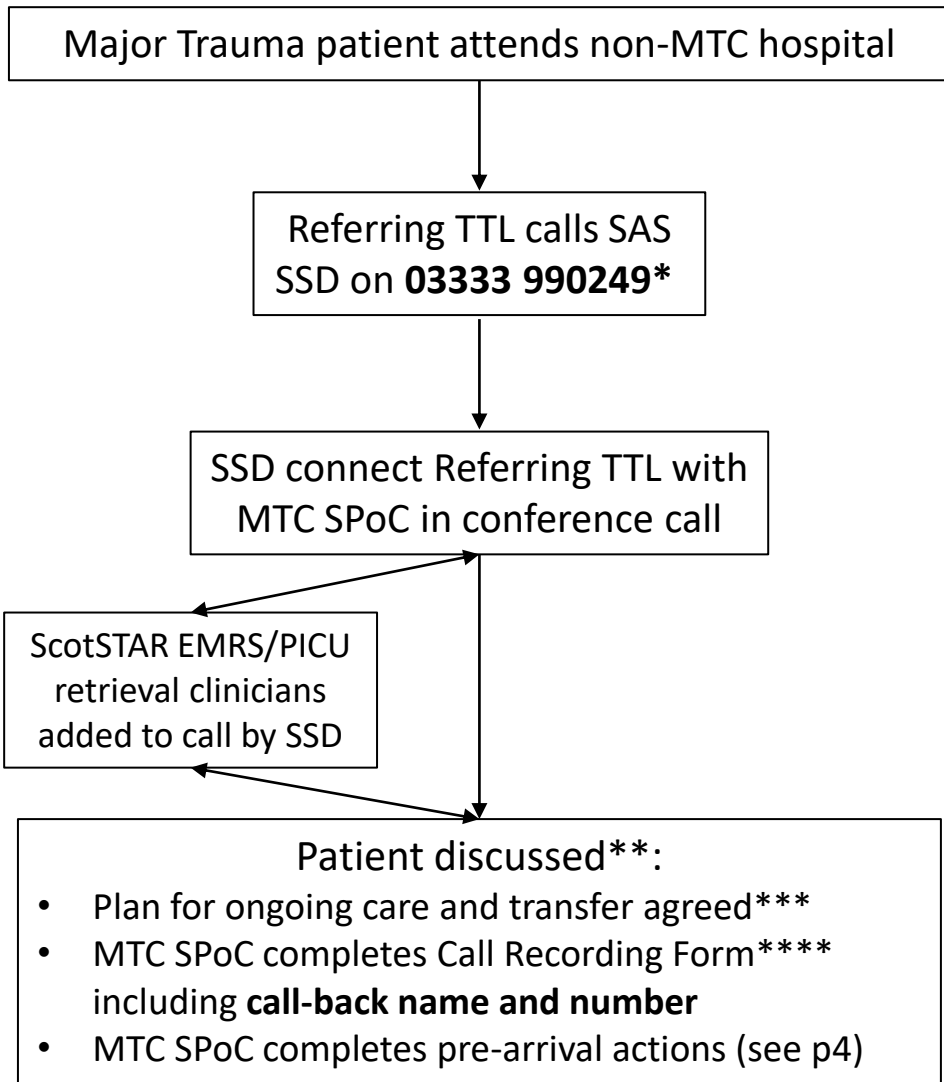 Major Trauma patient attends non-MTC hospital
Referring TTL calls SAS
SSD on 03333 990249*
SSD connect Referring TTL with
MTC SPoC in conference call
ScotSTAR EMRS/PICU
retrieval clinicians
added to call by SSD
Patient discussed**:
• Plan for ongoing care and transfer agreed***
• MTC SPoC completes Call Recording Form****
including call-back name and number
• MTC SPoC completes pre-arrival actions (see p4)